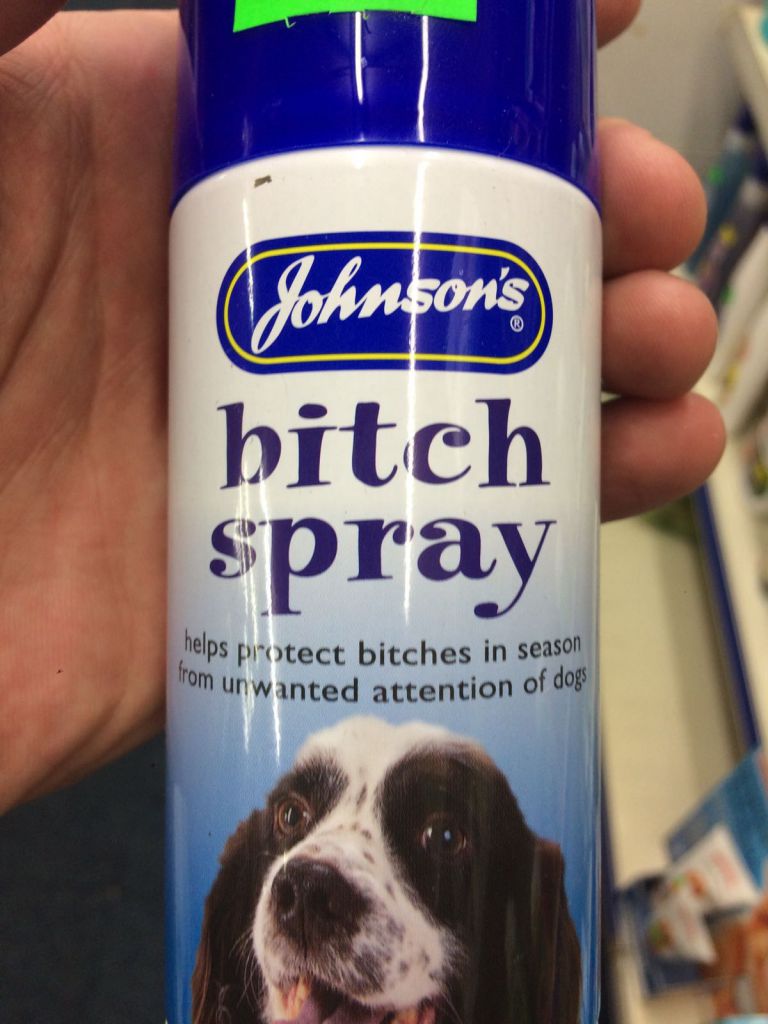 Johnson's®
bitch
spray
helps protect bitches in season
from unwanted attention of dogs